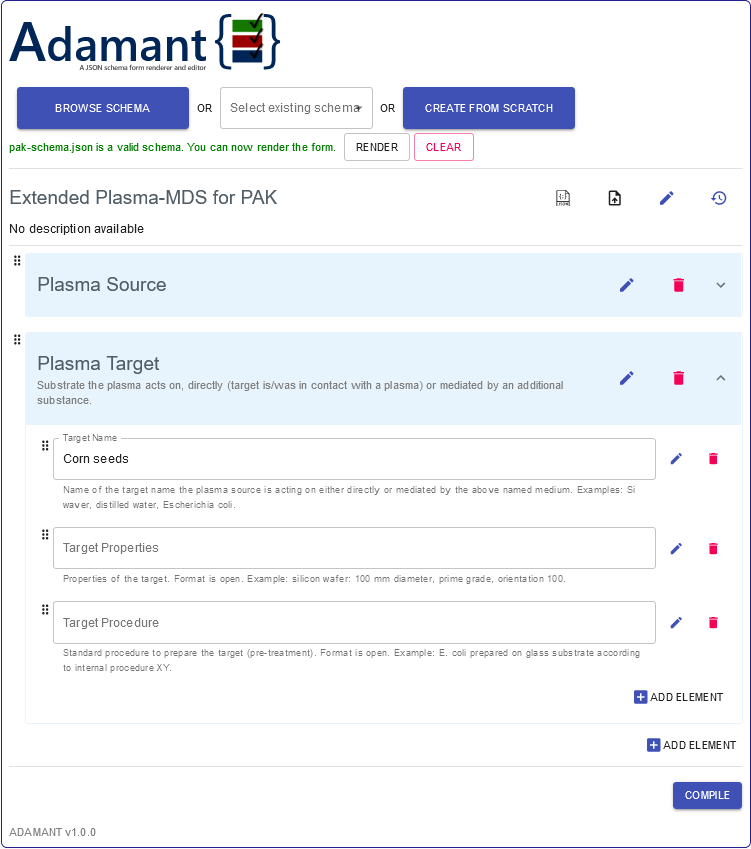 Adamant
A JSON schema form renderer and editor
BROWSE SCHEMA OR Select existing schema OR CREATE FROM SCRATCH
pak-schema.json is a valid schema. You can now render the form. RENDER CLEAR
Extended Plasma-MDS for PAK
No description available
Plasma Source
Plasma Target
Substrate the plasma acts on, directly (target is/was in contact with a plasma) or mediated by an additional
substance.
Target Name
Corn seeds
Name of the target name the plasma source is acting on either directly or mediated by the above named medium. Examples: Si
waver, distilled water, Escherichia coli.
Target Properties
Properties of the target. Format is open. Example: silicon wafer: 100 mm diameter, prime grade, orientation 100.
Target Procedure
Standard procedure to prepare the target (pre-treatment). Format is open. Example: E. coli prepared on glass substrate according
to internal procedure XY.
ADD ELEMENT
ADD ELEMENT
COMPILE
ADAMANT v1.0.0